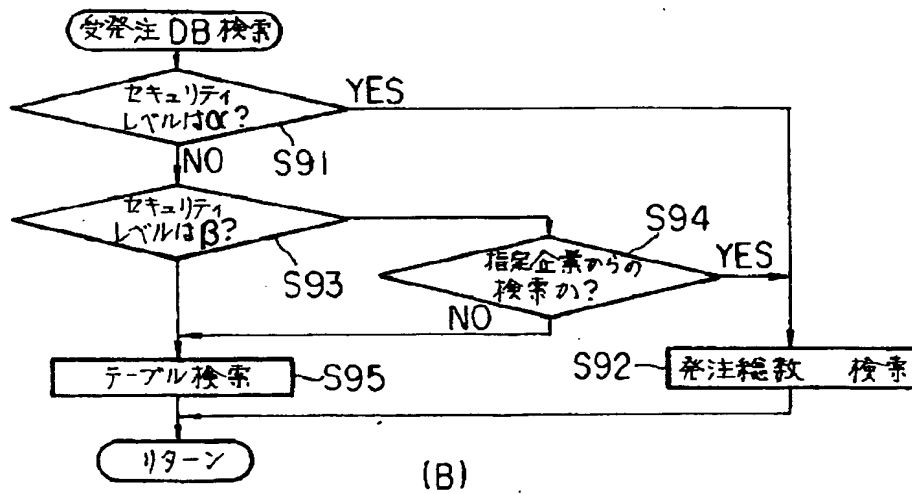 受発注DB検索
セキュリティ
レベルはα?
YES
S91
NO
セキュリティ
レベルはβ?
S93
S94
指定企業からの
検索か?
YES
NO
テーブル検索
S95
S92
発注総数 検索
リターン
(B)